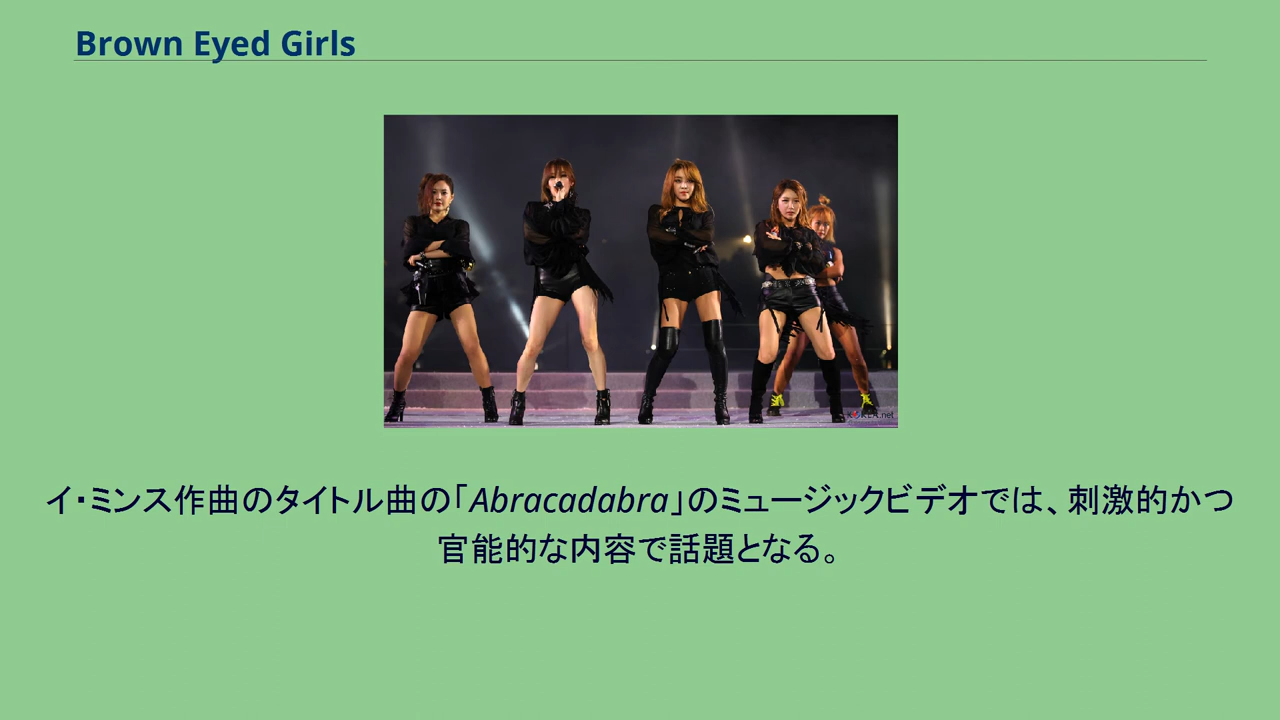 Brown Eyed Girls
KOREA.net
イ・ミンス作曲のタイトル曲の「Abracadabra」のミュージックビデオでは、刺激的かつ
官能的な内容で話題となる。